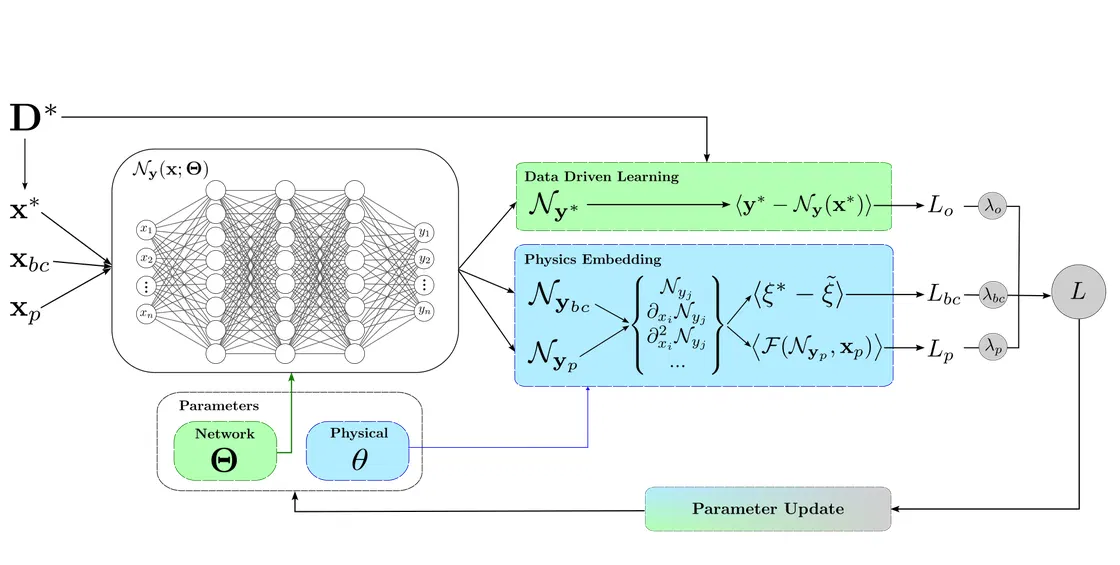 D*
x*
x_bc
x_p
N_y(x; Θ)
x_1
x_2
⋮
x_n
y_1
y_2
⋮
y_n
Data Driven Learning
N_y*
⟨y* − N_y(x*)⟩
L_o
λ_o
Physics Embedding
N_y_bc
N_y_p
{ N_y_j
∂_x_i N_y_j
∂²_x_i N_y_j
... }
⟨ξ* − ξ̃⟩
L_bc
λ_bc
⟨F(N_y_p, x_p)⟩
L_p
λ_p
L
Parameters
Network
Θ
Physical
θ
Parameter Update